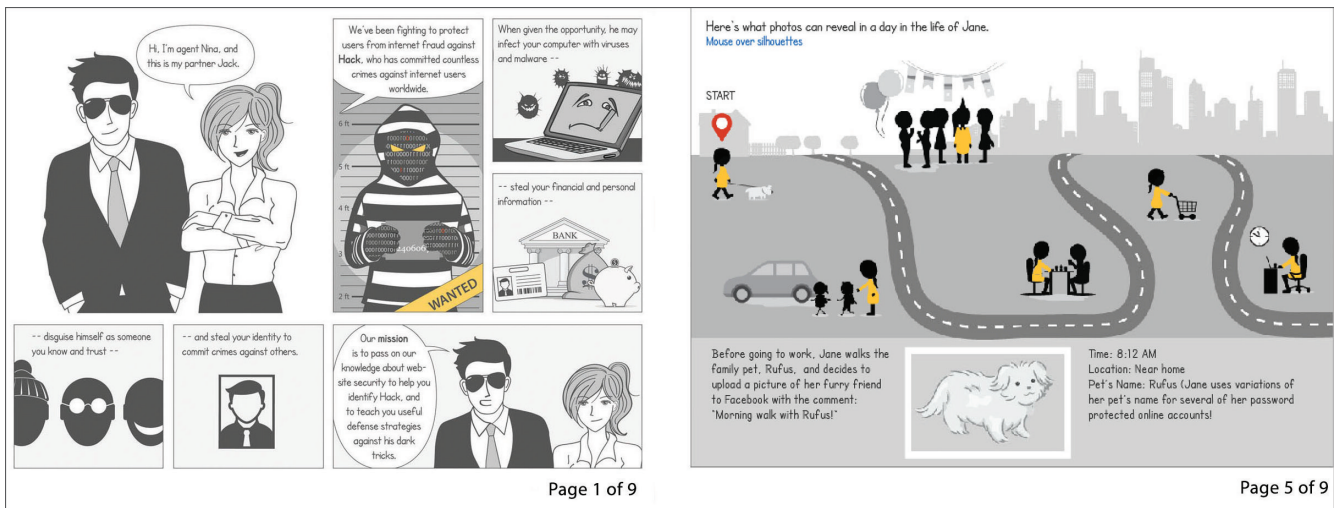 Hi, I'm agent Nina, and
this is my partner Jack.
We've been fighting to protect
users from internet fraud against
Hack, who has committed countless
crimes against internet users
worldwide.
6 ft
5 ft
4 ft
3
2 ft
WANTED
When given the opportunity, he may
infect your computer with viruses
and malware --
-- steal your financial and personal
information --
BANK
-- disguise himself as someone
you know and trust --
-- and steal your identity to
commit crimes against others.
Our mission
is to pass on our
knowledge about web-
site security to help you
identify Hack, and
to teach you useful
defense strategies
against his dark
tricks.
Page 1 of 9
Here's what photos can reveal in a day in the life of Jane.
Mouse over silhouettes
START
Before going to work, Jane walks the
family pet, Rufus, and decides to
upload a picture of her furry friend
to Facebook with the comment:
"Morning walk with Rufus!"
Time: 8:12 AM
Location: Near home
Pet's Name: Rufus (Jane uses variations of
her pet's name for several of her password
protected online accounts!
Page 5 of 9